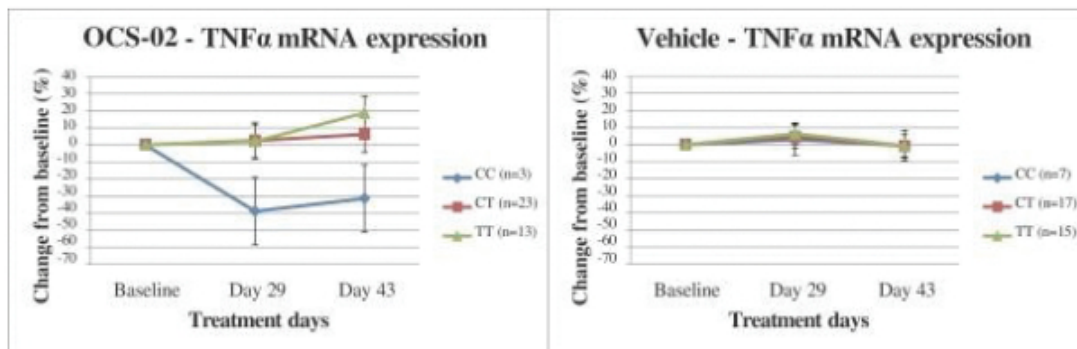 OCS-02 - TNFα mRNA expression
Change from baseline (%)
40
30
20
10
0
-10
-20
-30
-40
-50
-60
-70
Baseline Day 29 Day 43
Treatment days
CC (n=3)
CT (n=23)
TT (n=13)
Vehicle - TNFα mRNA expression
Change from baseline (%)
40
30
20
10
0
-10
-20
-30
-40
-50
-60
-70
Baseline Day 29 Day 43
Treatment days
CC (n=7)
CT (n=17)
TT (n=15)